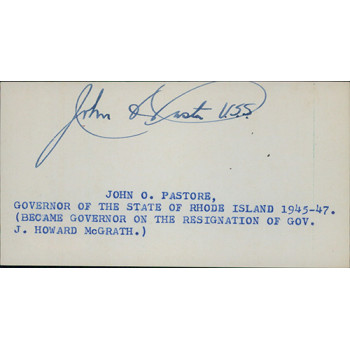 John O. Pastore USS
JOHN O. PASTORE,
GOVERNOR OF THE STATE OF RHODE ISLAND 1945-47.
(BECAME GOVERNOR ON THE RESIGNATION OF GOV.
J. HOWARD McGRATH.)